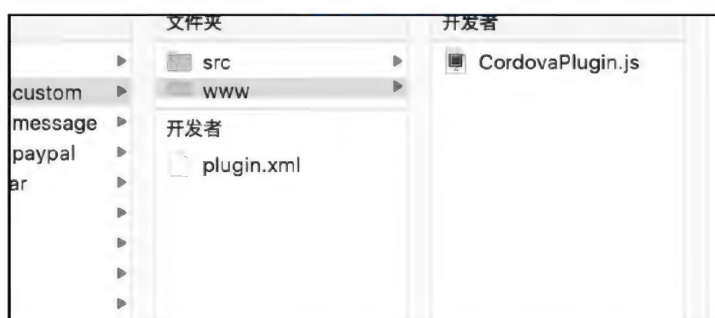 文件夹
开发者
src
CordovaPlugin.js
custom
www
message
开发者
paypal
plugin.xml
ar